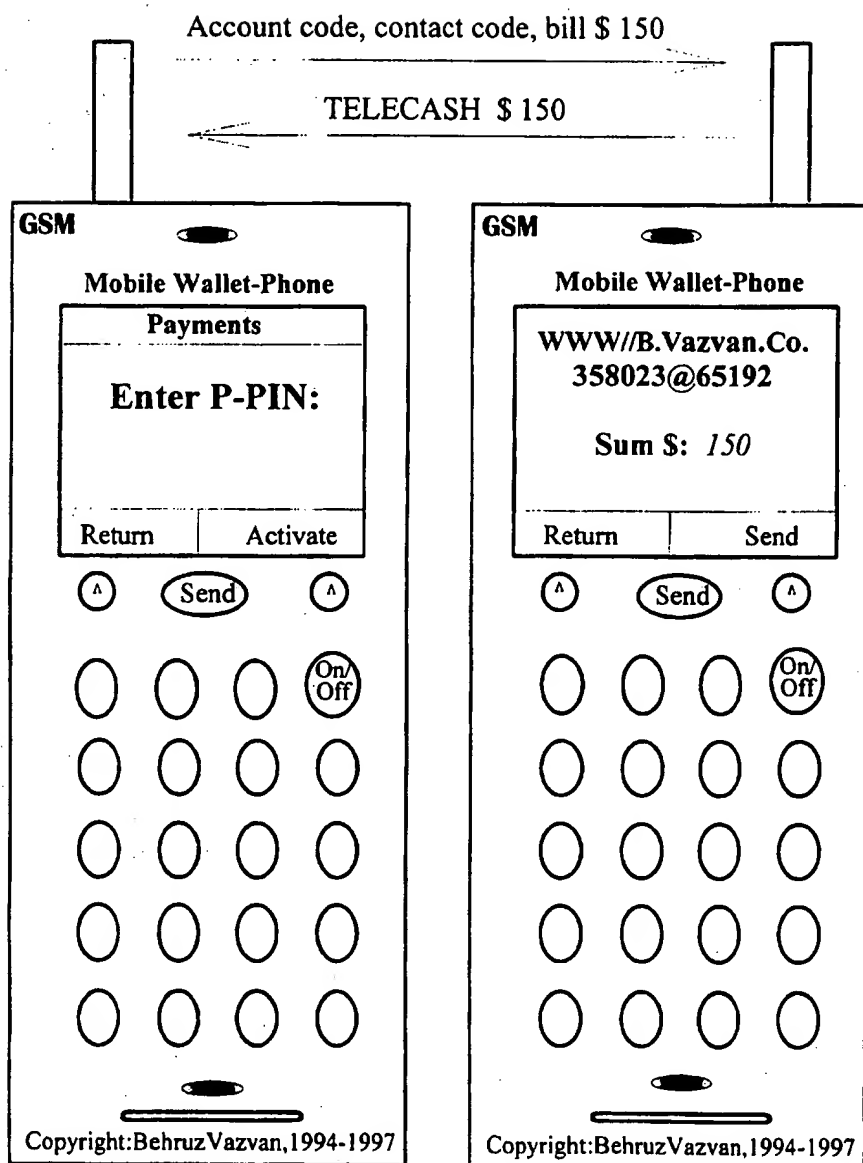 Account code, contact code, bill $ 150
TELECASH $ 150
GSM
Mobile Wallet-Phone
Payments
Enter P-PIN:
Return Activate
^ Send ^
On/
Off
Copyright:BehruzVazvan,1994-1997
GSM
Mobile Wallet-Phone
WWW//B.Vazvan.Co.
358023@65192
Sum $: 150
Return Send
^ Send ^
On/
Off
Copyright:BehruzVazvan,1994-1997